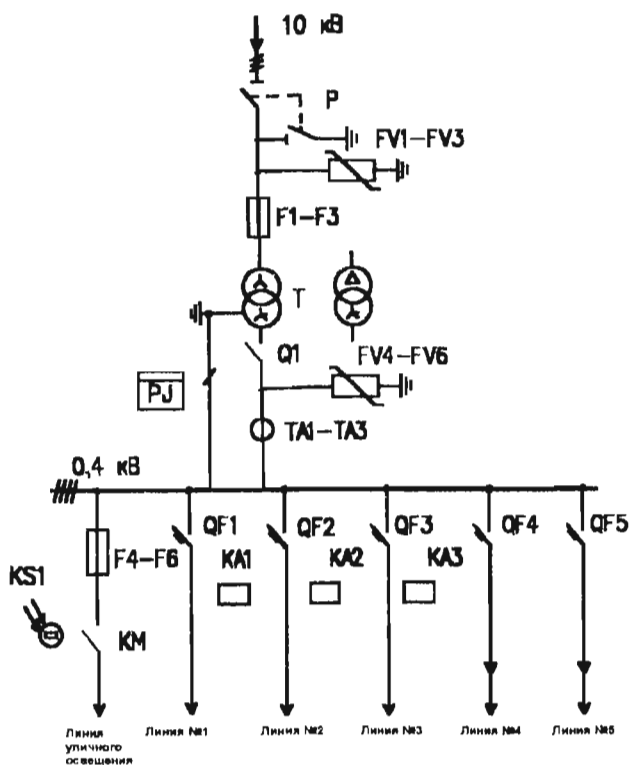 10 кВ
P
FV1-FV3
F1-F3
T
Q1
FV4-FV6
PJ
TA1-TA3
0,4 кВ
QF1
QF2
QF3
QF4
QF5
F4-F6
KA1
KA2
KA3
KS1
KM
Линия
уличного
освещения
Линия №1
Линия №2
Линия №3
Линия №4
Линия №5